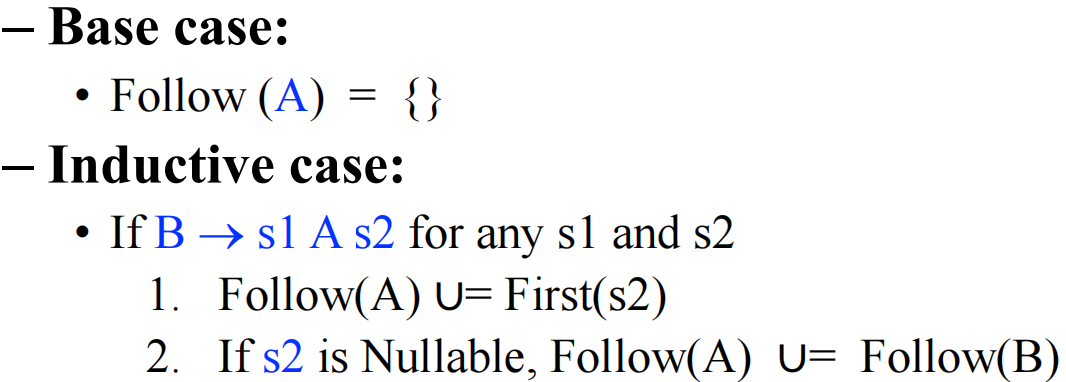 – Base case:
• Follow (A) = {}
– Inductive case:
• If B → s1 A s2 for any s1 and s2
1. Follow(A) ∪= First(s2)
2. If s2 is Nullable, Follow(A) ∪= Follow(B)